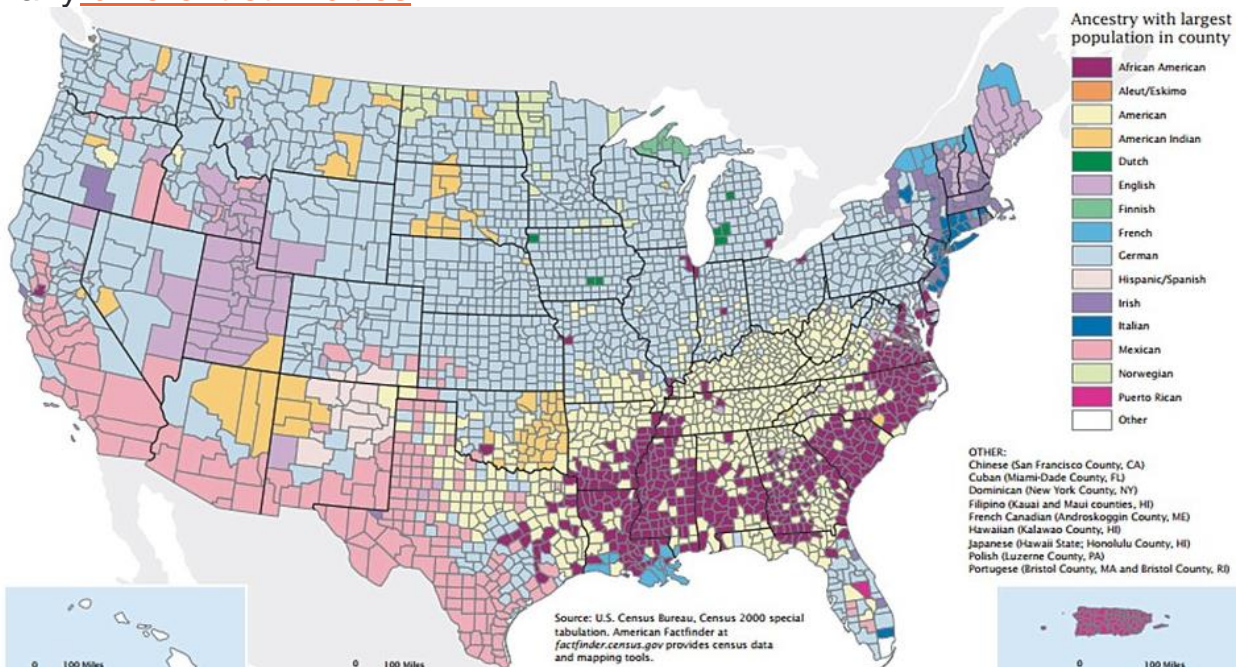 Ancestry with largest
population in county
African American
Aleut/Eskimo
American
American Indian
Dutch
English
Finnish
French
German
Hispanic/Spanish
Irish
Italian
Mexican
Norwegian
Puerto Rican
Other
OTHER:
Chinese (San Francisco County, CA)
Cuban (Miami-Dade County, FL)
Dominican (New York County, NY)
Filipino (Kauai and Maui counties, HI)
French Canadian (Androskoggin County, ME)
Hawaiian (Kalawao County, HI)
Japanese (Hawaii State; Honolulu County, HI)
Polish (Luzerne County, PA)
Portugese (Bristol County, MA and Bristol County, RI)
Source: U.S. Census Bureau, Census 2000 special
tabulation. American Factfinder at
factfinder.census.gov provides census data
and mapping tools.
0 100 Miles
0 100 Miles
0 100 Miles